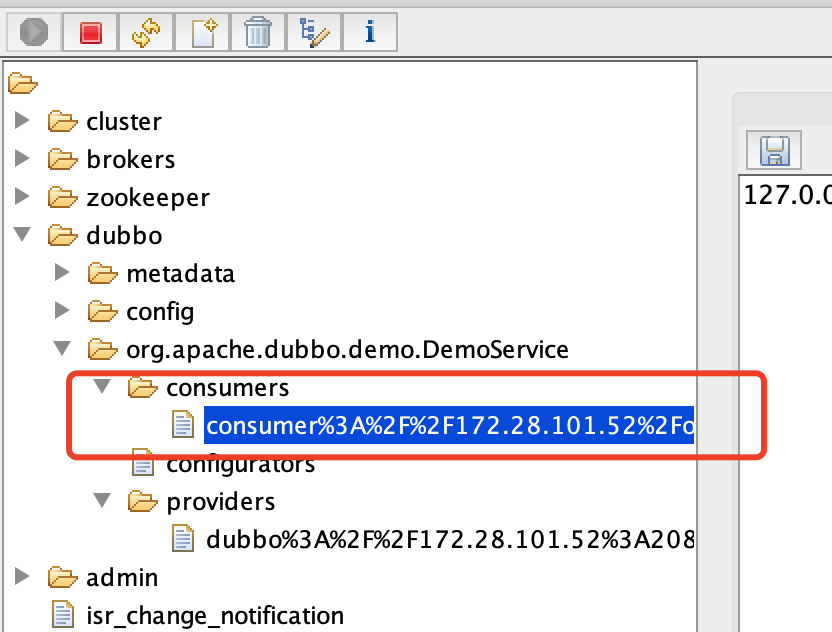 cluster
brokers
zookeeper
dubbo
metadata
config
org.apache.dubbo.demo.DemoService
consumers
consumer%3A%2F%2F172.28.101.52%2Fo
configurators
providers
dubbo%3A%2F%2F172.28.101.52%3A208
admin
isr_change_notification
127.0.0